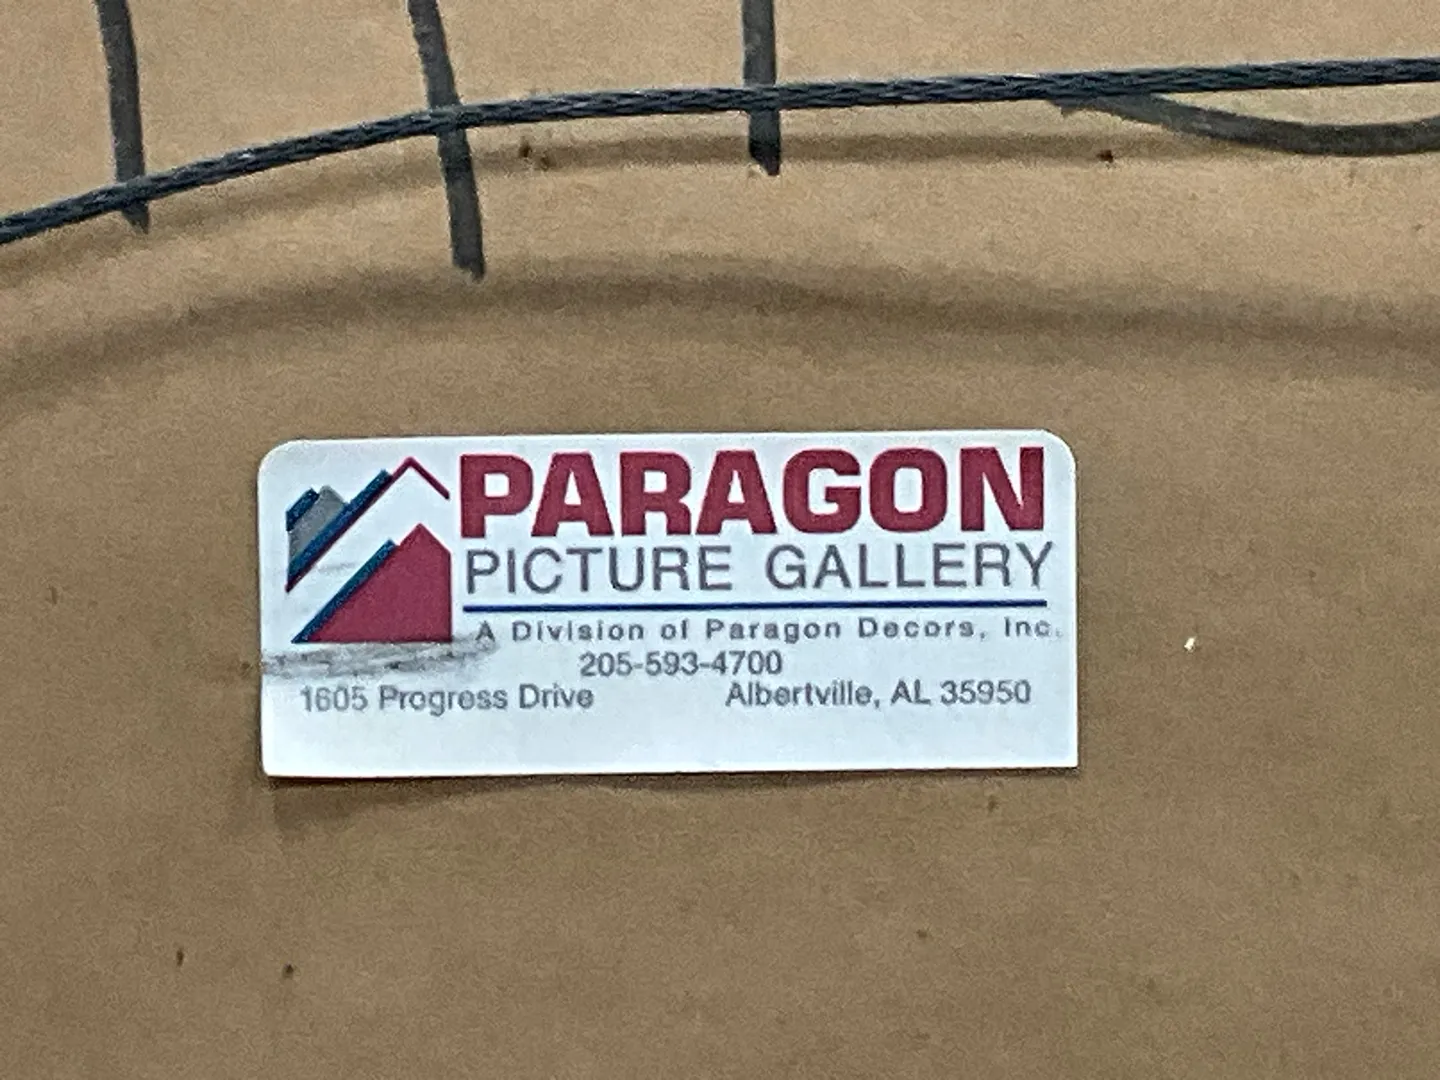 PARAGON
PICTURE GALLERY
A Division of Paragon Decors, Inc.
205-593-4700
1605 Progress Drive Albertville, AL 35950